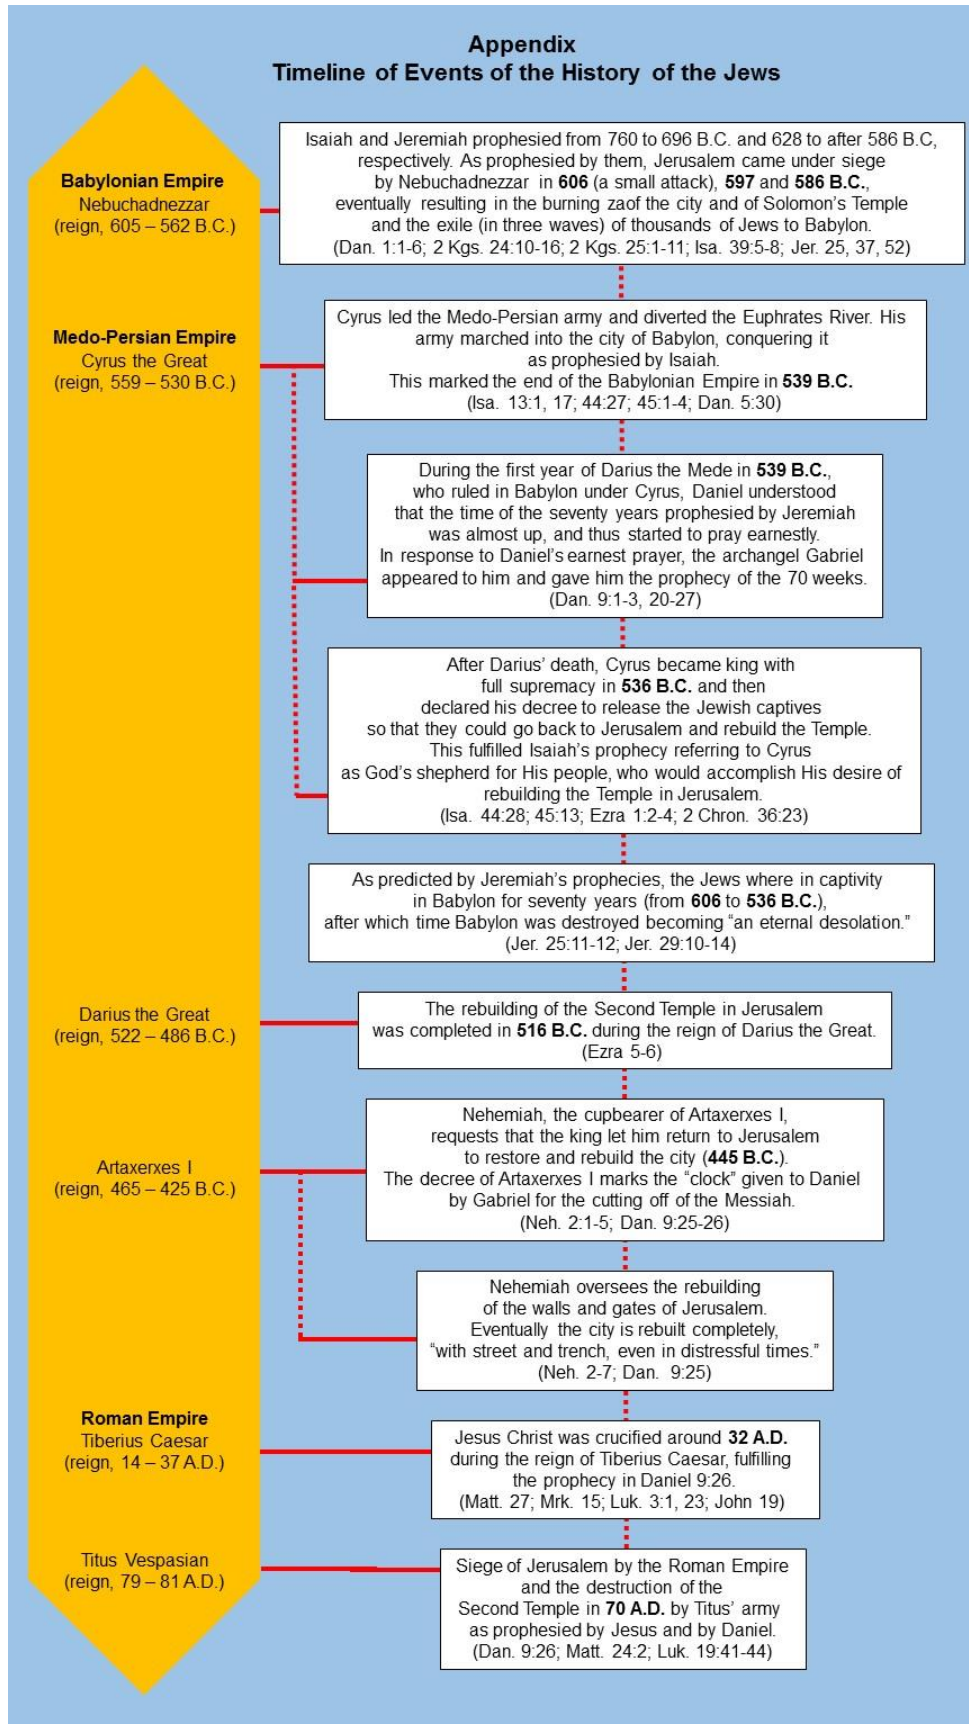 Appendix
Timeline of Events of the History of the Jews
Babylonian Empire
Nebuchadnezzar
(reign, 605 – 562 B.C.)
Isaiah and Jeremiah prophesied from 760 to 696 B.C. and 628 to after 586 B.C,
respectively. As prophesied by them, Jerusalem came under siege
by Nebuchadnezzar in 606 (a small attack), 597 and 586 B.C.,
eventually resulting in the burning zaof the city and of Solomon's Temple
and the exile (in three waves) of thousands of Jews to Babylon.
(Dan. 1:1-6; 2 Kgs. 24:10-16; 2 Kgs. 25:1-11; Isa. 39:5-8; Jer. 25, 37, 52)
Medo-Persian Empire
Cyrus the Great
(reign, 559 – 530 B.C.)
Cyrus led the Medo-Persian army and diverted the Euphrates River. His
army marched into the city of Babylon, conquering it
as prophesied by Isaiah.
This marked the end of the Babylonian Empire in 539 B.C.
(Isa. 13:1, 17; 44:27; 45:1-4; Dan. 5:30)
During the first year of Darius the Mede in 539 B.C.,
who ruled in Babylon under Cyrus, Daniel understood
that the time of the seventy years prophesied by Jeremiah
was almost up, and thus started to pray earnestly.
In response to Daniel's earnest prayer, the archangel Gabriel
appeared to him and gave him the prophecy of the 70 weeks.
(Dan. 9:1-3, 20-27)
After Darius' death, Cyrus became king with
full supremacy in 536 B.C. and then
declared his decree to release the Jewish captives
so that they could go back to Jerusalem and rebuild the Temple.
This fulfilled Isaiah's prophecy referring to Cyrus
as God's shepherd for His people, who would accomplish His desire of
rebuilding the Temple in Jerusalem.
(Isa. 44:28; 45:13; Ezra 1:2-4; 2 Chron. 36:23)
As predicted by Jeremiah's prophecies, the Jews where in captivity
in Babylon for seventy years (from 606 to 536 B.C.),
after which time Babylon was destroyed becoming “an eternal desolation.”
(Jer. 25:11-12; Jer. 29:10-14)
Darius the Great
(reign, 522 – 486 B.C.)
The rebuilding of the Second Temple in Jerusalem
was completed in 516 B.C. during the reign of Darius the Great.
(Ezra 5-6)
Artaxerxes I
(reign, 465 – 425 B.C.)
Nehemiah, the cupbearer of Artaxerxes I,
requests that the king let him return to Jerusalem
to restore and rebuild the city (445 B.C.).
The decree of Artaxerxes I marks the “clock” given to Daniel
by Gabriel for the cutting off of the Messiah.
(Neh. 2:1-5; Dan. 9:25-26)
Nehemiah oversees the rebuilding
of the walls and gates of Jerusalem.
Eventually the city is rebuilt completely,
“with street and trench, even in distressful times.”
(Neh. 2-7; Dan. 9:25)
Roman Empire
Tiberius Caesar
(reign, 14 – 37 A.D.)
Jesus Christ was crucified around 32 A.D.
during the reign of Tiberius Caesar, fulfilling
the prophecy in Daniel 9:26.
(Matt. 27; Mrk. 15; Luk. 3:1, 23; John 19)
Titus Vespasian
(reign, 79 – 81 A.D.)
Siege of Jerusalem by the Roman Empire
and the destruction of the
Second Temple in 70 A.D. by Titus' army
as prophesied by Jesus and by Daniel.
(Dan. 9:26; Matt. 24:2; Luk. 19:41-44)